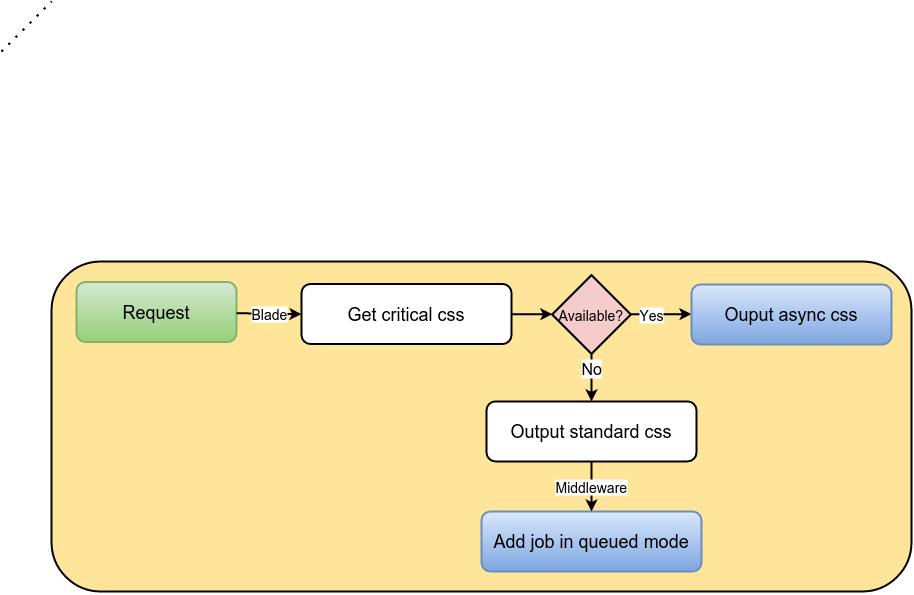 Request
Blade
Get critical css
Available?
Yes
Ouput async css
No
Output standard css
Middleware
Add job in queued mode